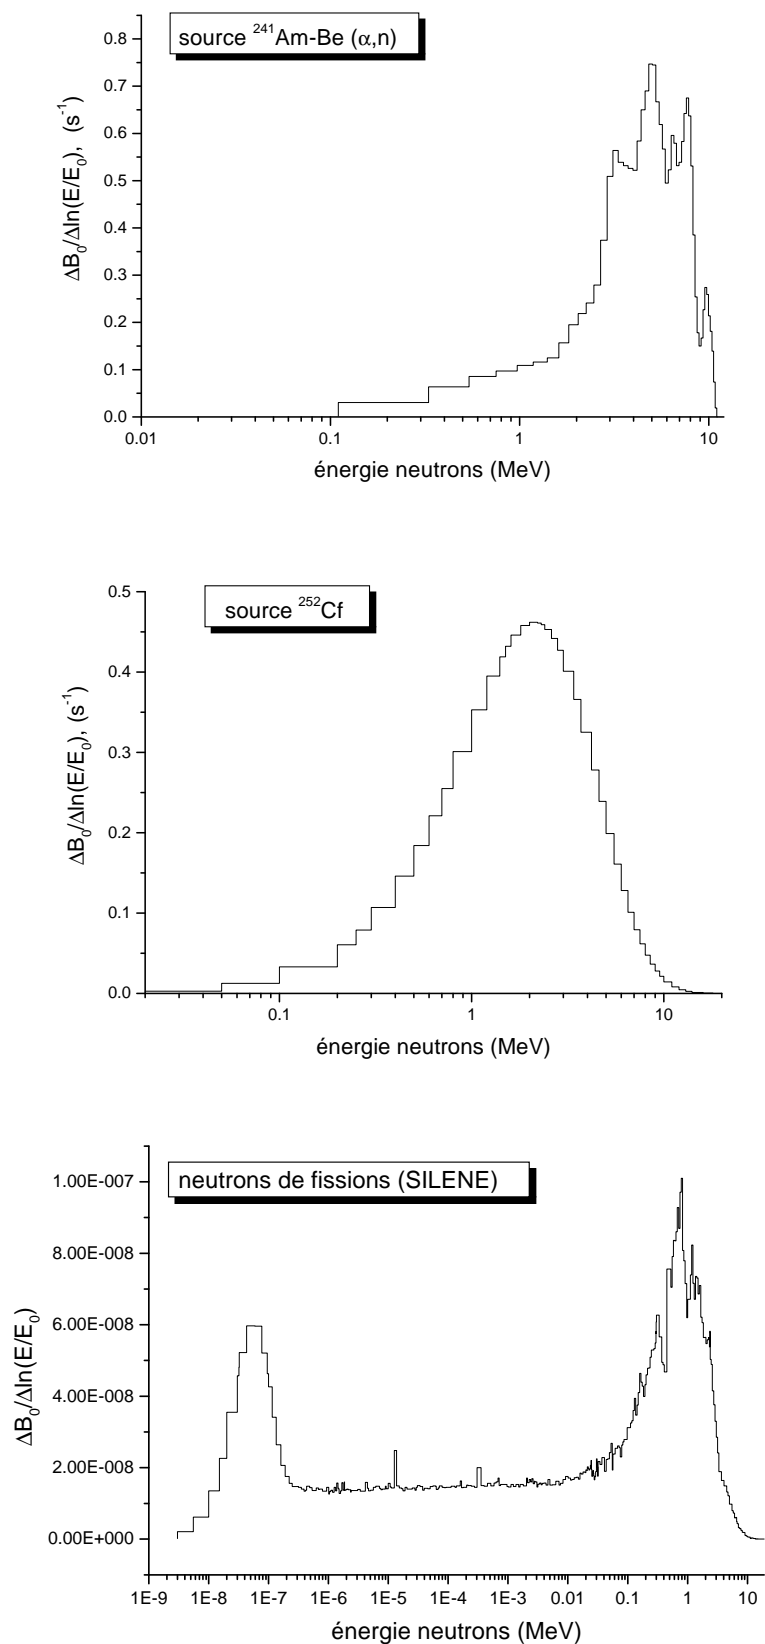 source ²⁴¹Am-Be (α,n)
0.8
0.7
0.6
0.5
0.4
0.3
0.2
0.1
0.0
ΔB₀/Δln(E/E₀), (s⁻¹)
0.01 0.1 1 10
énergie neutrons (MeV)
source ²⁵²Cf
0.5
0.4
0.3
0.2
0.1
0.0
ΔB₀/Δln(E/E₀), (s⁻¹)
0.1 1 10
énergie neutrons (MeV)
neutrons de fissions (SILENE)
1.00E-007
8.00E-008
6.00E-008
4.00E-008
2.00E-008
0.00E+000
ΔB₀/Δln(E/E₀)
1E-9 1E-8 1E-7 1E-6 1E-5 1E-4 1E-3 0.01 0.1 1 10
énergie neutrons (MeV)